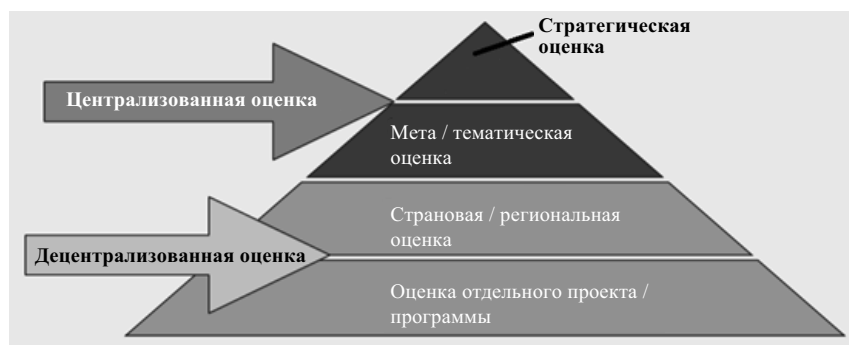 Стратегическая
оценка
Централизованная оценка
Мета / тематическая
оценка
Страновая / региональная
оценка
Децентрализованная оценка
Оценка отдельного проекта /
программы